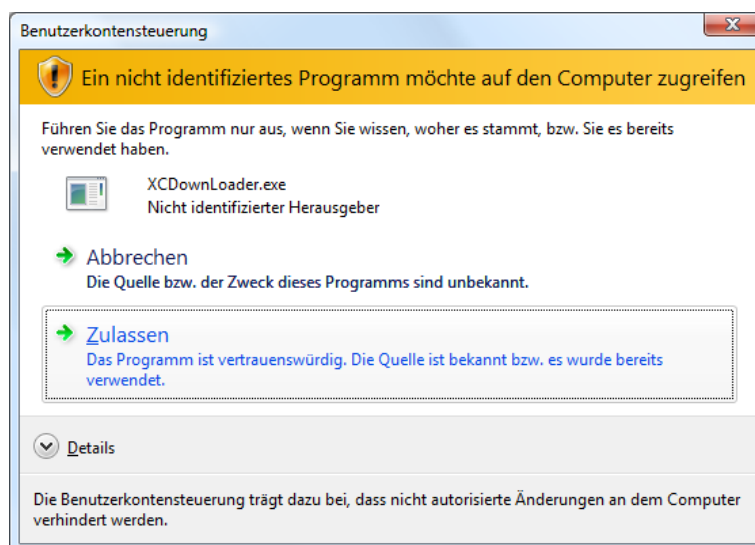 Benutzerkontensteuerung
Ein nicht identifiziertes Programm möchte auf den Computer zugreifen
Führen Sie das Programm nur aus, wenn Sie wissen, woher es stammt, bzw. Sie es bereits
verwendet haben.
XCDownLoader.exe
Nicht identifizierter Herausgeber
Abbrechen
Die Quelle bzw. der Zweck dieses Programms sind unbekannt.
Zulassen
Das Programm ist vertrauenswürdig. Die Quelle ist bekannt bzw. es wurde bereits
verwendet.
Details
Die Benutzerkontensteuerung trägt dazu bei, dass nicht autorisierte Änderungen an dem Computer
verhindert werden.